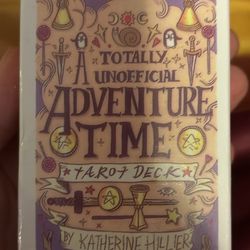 A TOTALLY
UNOFFICIAL
ADVENTURE
TIME
TAROT DECK
BY KATHERINE HILLIER